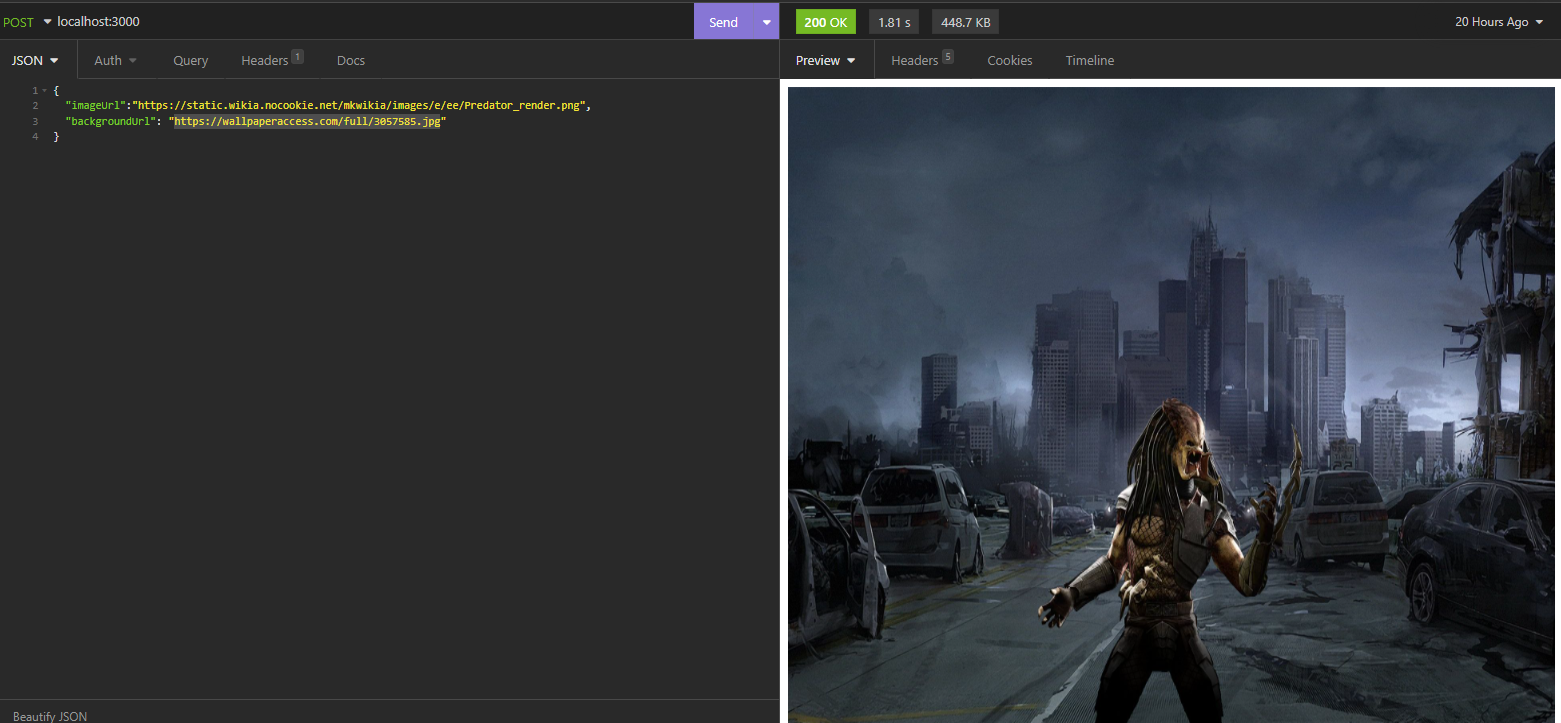 POST localhost:3000 Send 200 OK 1.81 s 448.7 KB 20 Hours Ago
JSON Auth Query Headers 1 Docs Preview Headers 5 Cookies Timeline
1 {
2 "imageUrl":"https://static.wikia.nocookie.net/mkwikia/images/e/ee/Predator_render.png",
3 "backgroundUrl": "https://wallpaperaccess.com/full/3057585.jpg"
4 }
Beautify JSON